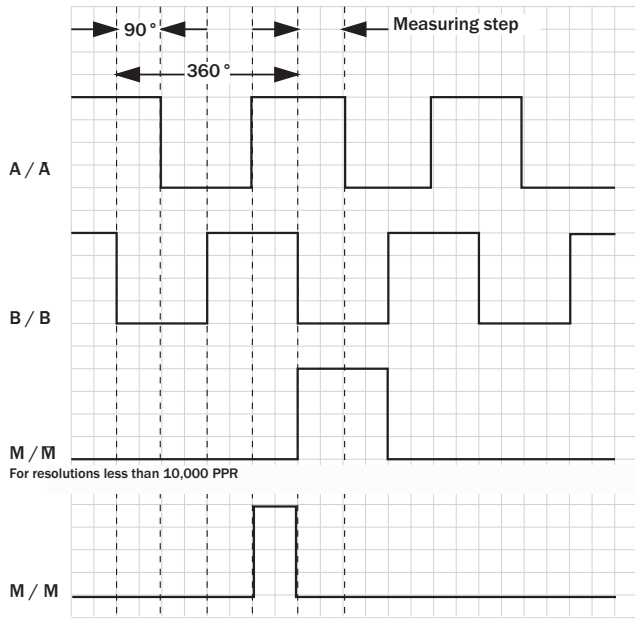 90°
Measuring step
360°
A / A̅
B / B
M / M̅
For resolutions less than 10,000 PPR
M / M